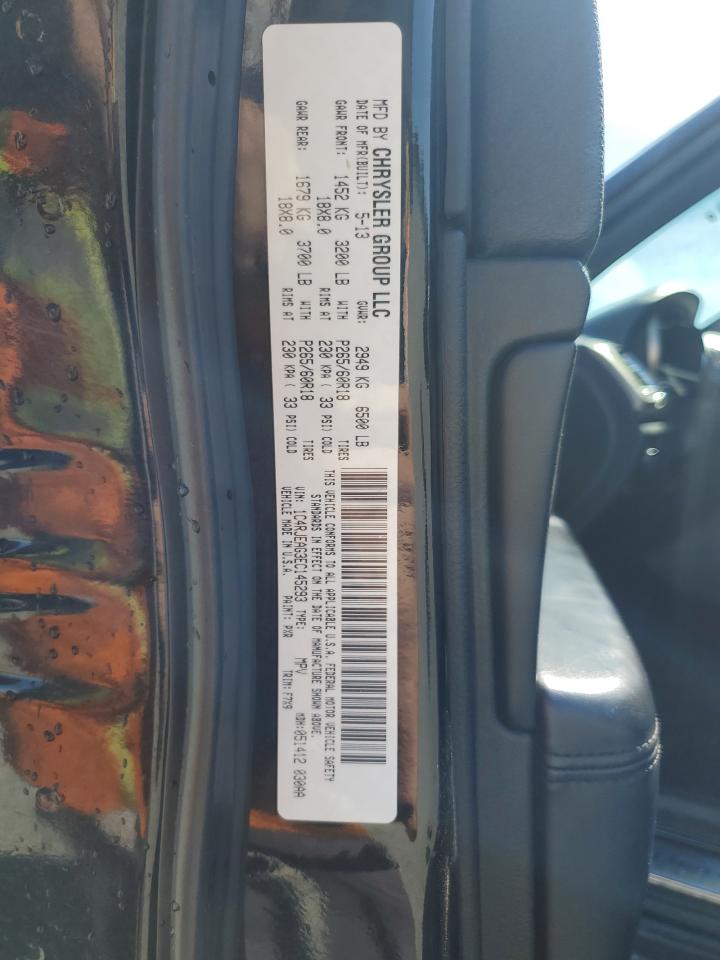 MFD BY CHRYSLER GROUP LLC
DATE OF MFR(BUILT): 5-13 GVWR: 2949 KG 6500 LB
GAWR FRONT: 1452 KG 3200 LB WITH P265/60R18 TIRES
18X8.0 RIMS AT 230 KPA ( 33 PSI) COLD
GAWR REAR: 1679 KG 3700 LB WITH P265/60R18 TIRES
18X8.0 RIMS AT 230 KPA ( 33 PSI) COLD
THIS VEHICLE CONFORMS TO ALL APPLICABLE U.S.A. FEDERAL MOTOR VEHICLE SAFETY
STANDARDS IN EFFECT ON THE DATE OF MANUFACTURE SHOWN ABOVE.
VIN: 1C4RJEAG3EC145293 TYPE: MPV MDH:051412 030AA
VEHICLE MADE IN U.S.A. PAINT: PXR TRIM: F7X9